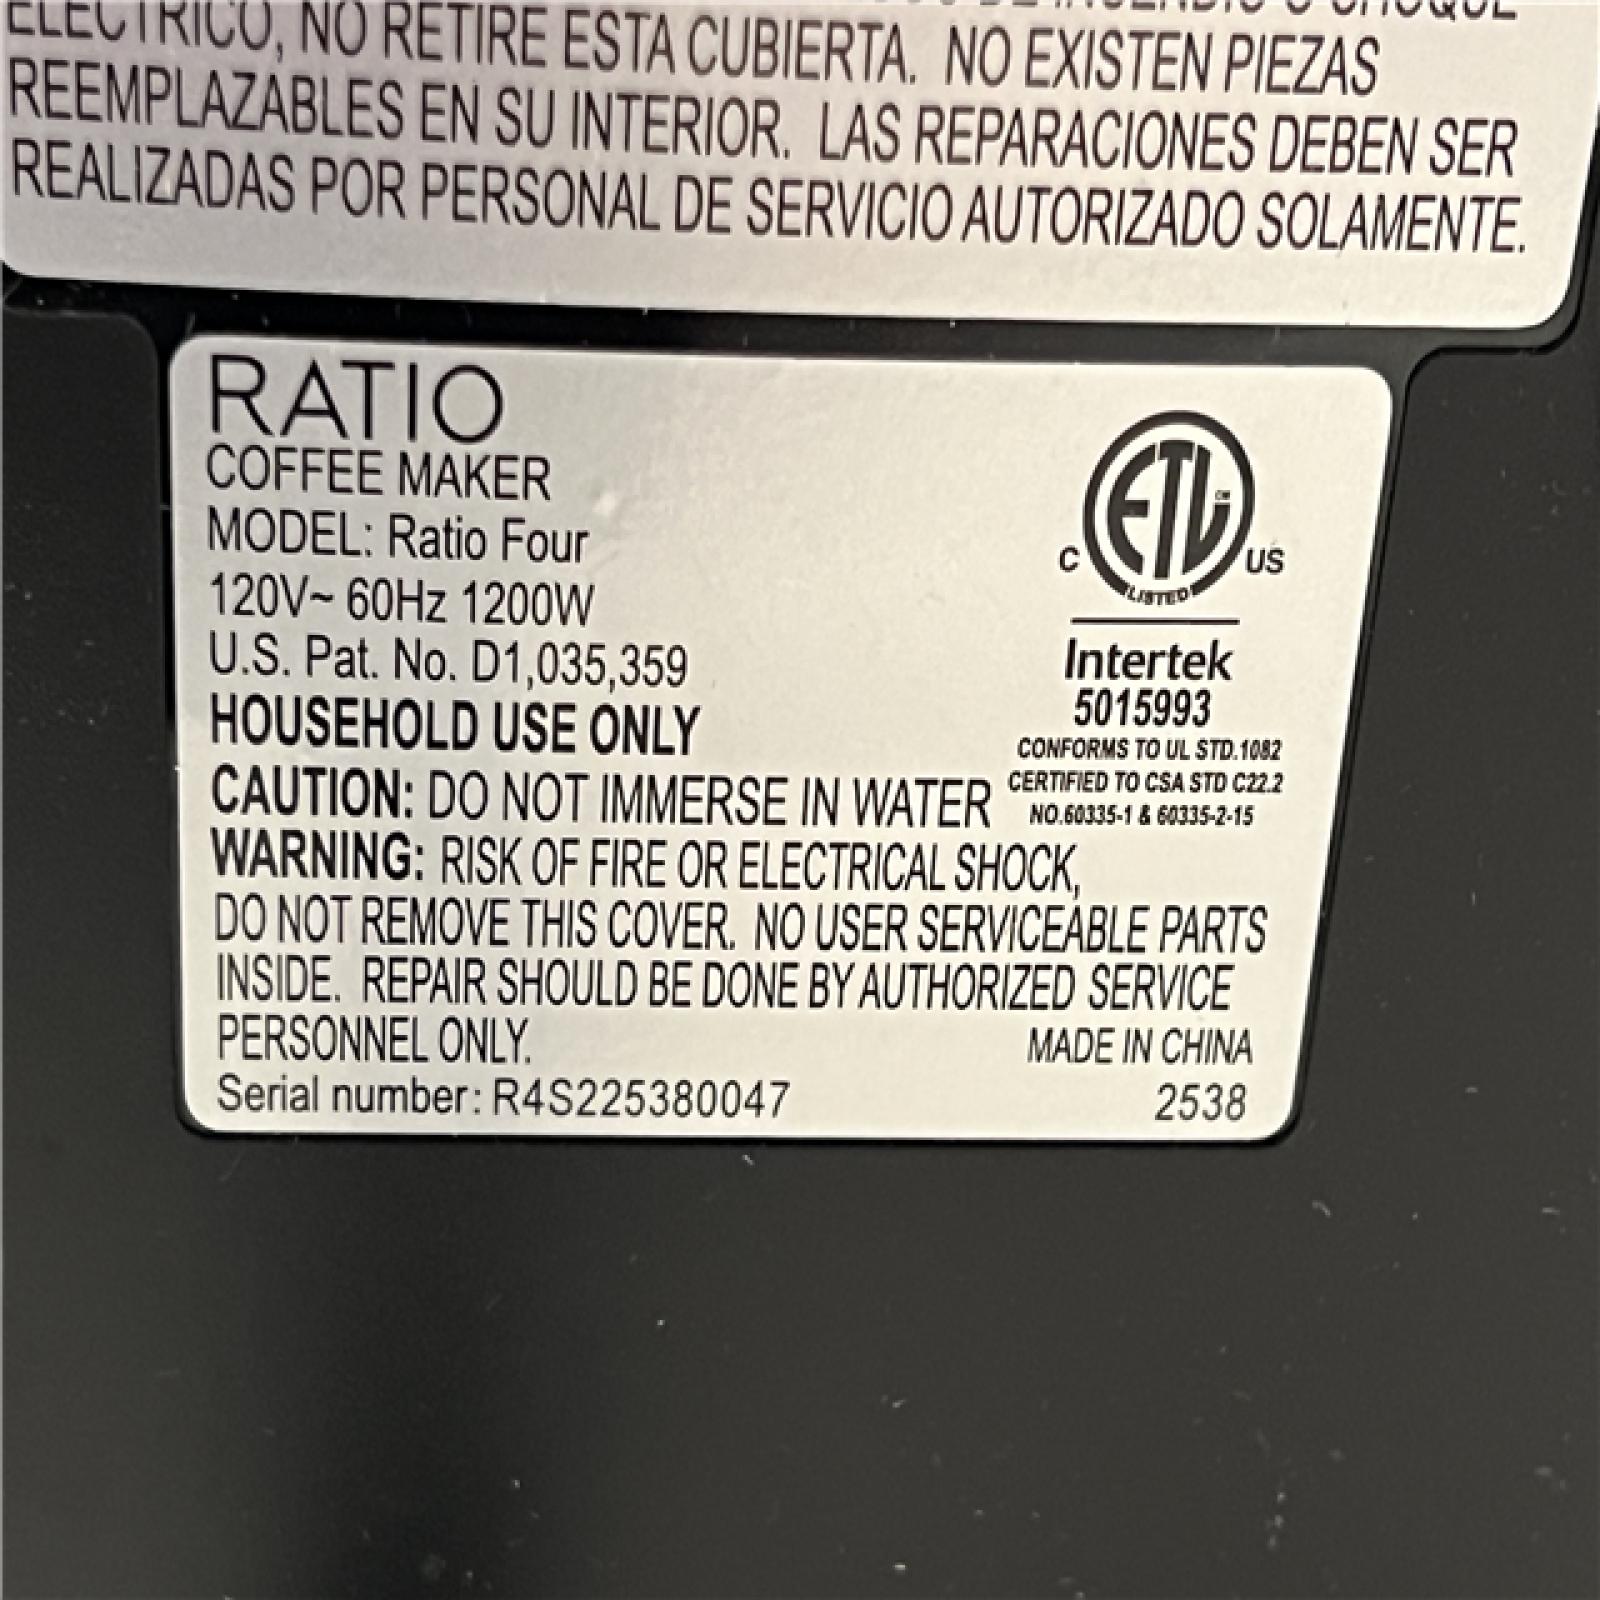 DE INCENDIO O CHOQUE
ELÉCTRICO, NO RETIRE ESTA CUBIERTA. NO EXISTEN PIEZAS
REEMPLAZABLES EN SU INTERIOR. LAS REPARACIONES DEBEN SER
REALIZADAS POR PERSONAL DE SERVICIO AUTORIZADO SOLAMENTE.
RATIO
COFFEE MAKER
MODEL: Ratio Four
120V~ 60Hz 1200W
U.S. Pat. No. D1,035,359
HOUSEHOLD USE ONLY
CAUTION: DO NOT IMMERSE IN WATER
WARNING: RISK OF FIRE OR ELECTRICAL SHOCK,
DO NOT REMOVE THIS COVER. NO USER SERVICEABLE PARTS
INSIDE. REPAIR SHOULD BE DONE BY AUTHORIZED SERVICE
PERSONNEL ONLY.
Serial number: R4S225380047
ETL CM
C US
LISTED
Intertek
5015993
CONFORMS TO UL STD.1082
CERTIFIED TO CSA STD C22.2
NO.60335-1 & 60335-2-15
MADE IN CHINA
2538